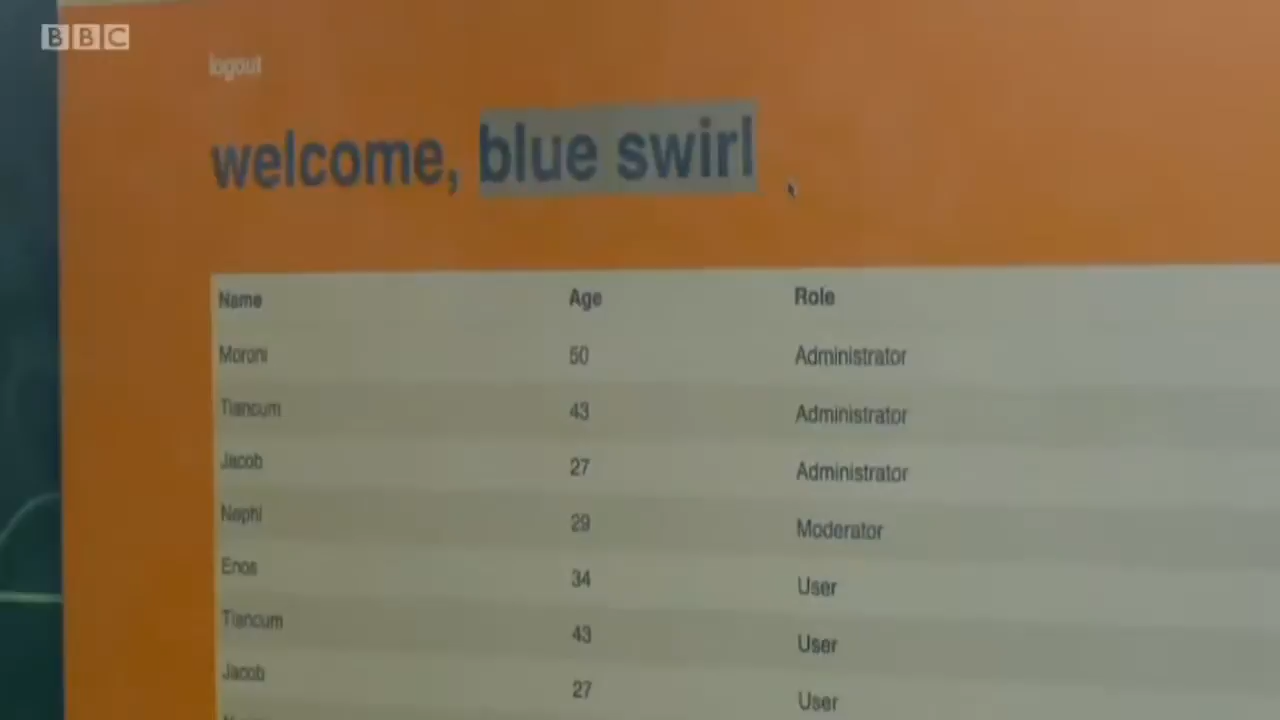 BBC
logout
welcome, blue swirl
Name Age Role
Moroni 50 Administrator
Tiancum 43 Administrator
Jacob 27 Administrator
Nephi 29 Moderator
Enos 34 User
Tiancum 43 User
Jacob 27 User